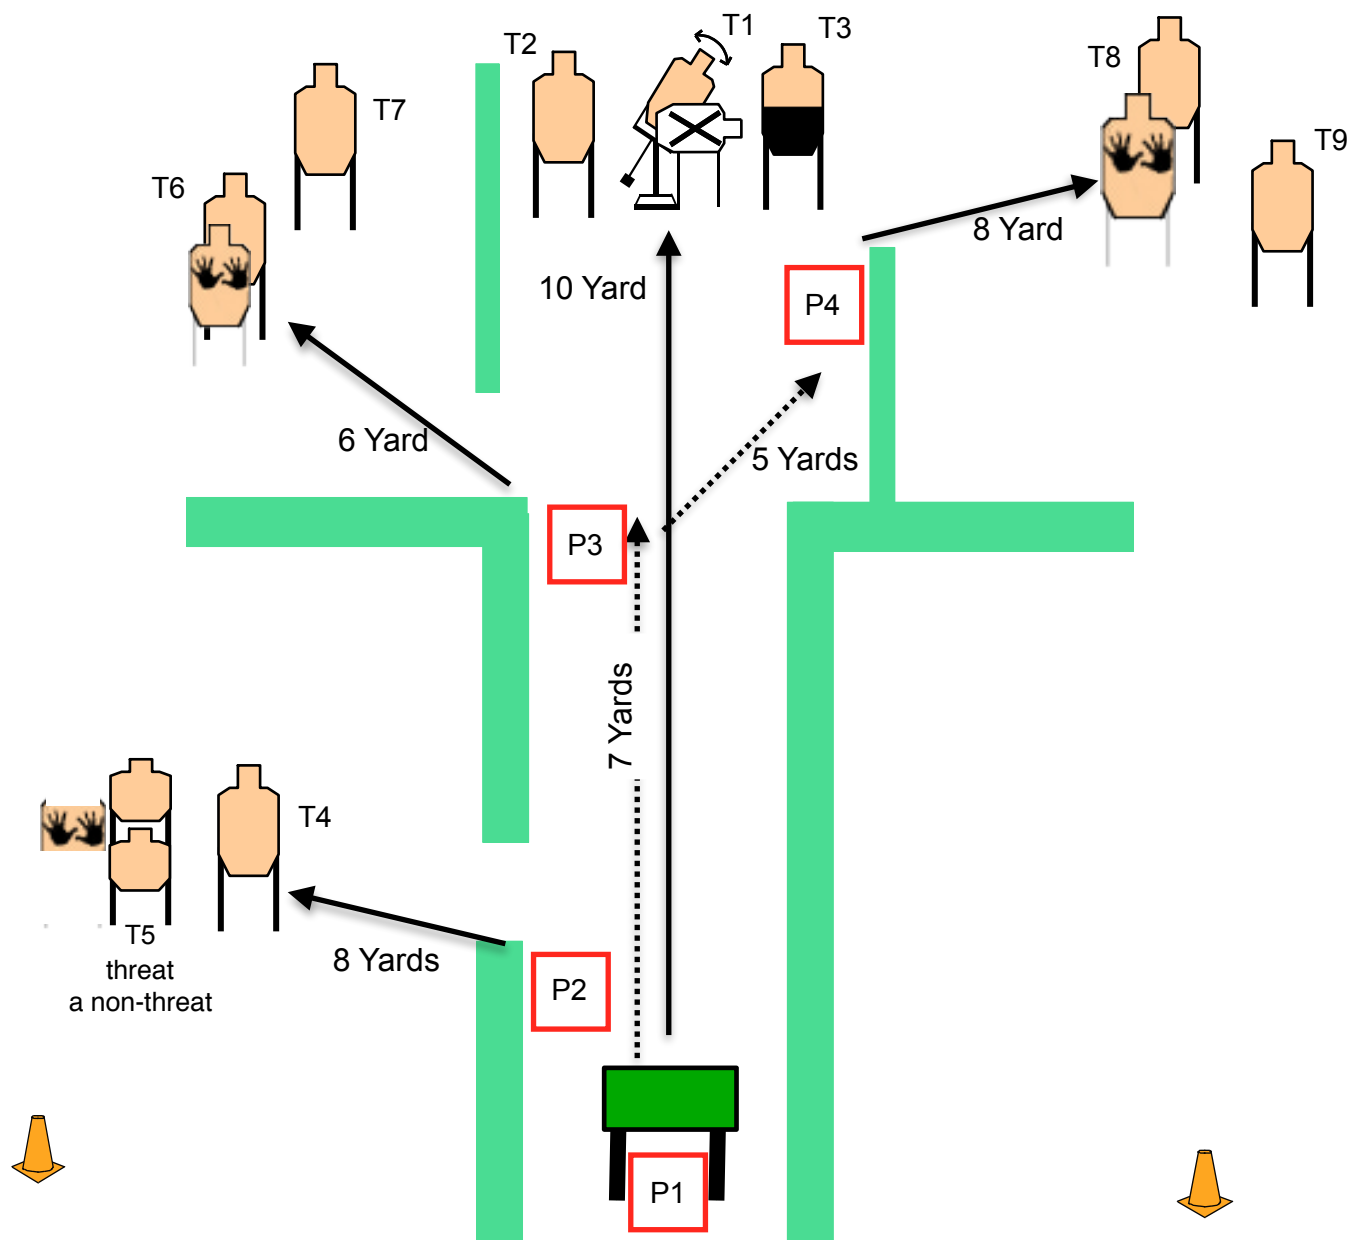 T1
T3
T2
T8
T7
T9
T6
8 Yard
10 Yard
P4
6 Yard
5 Yards
P3
7 Yards
T4
T5
threat
a non-threat
8 Yards
P2
P1